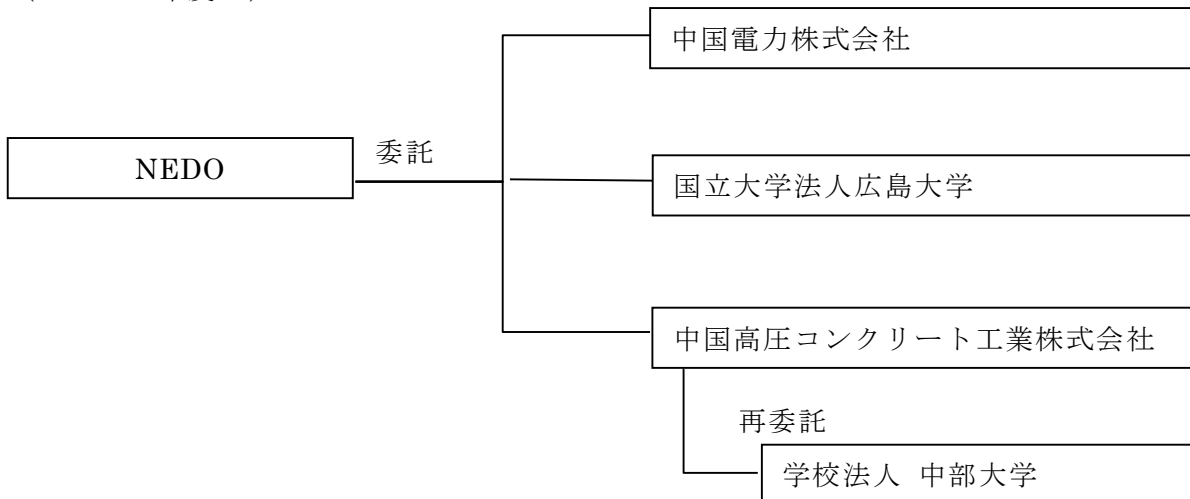 中国電力株式会社
委託
NEDO
国立大学法人広島大学
中国高圧コンクリート工業株式会社
再委託
学校法人 中部大学